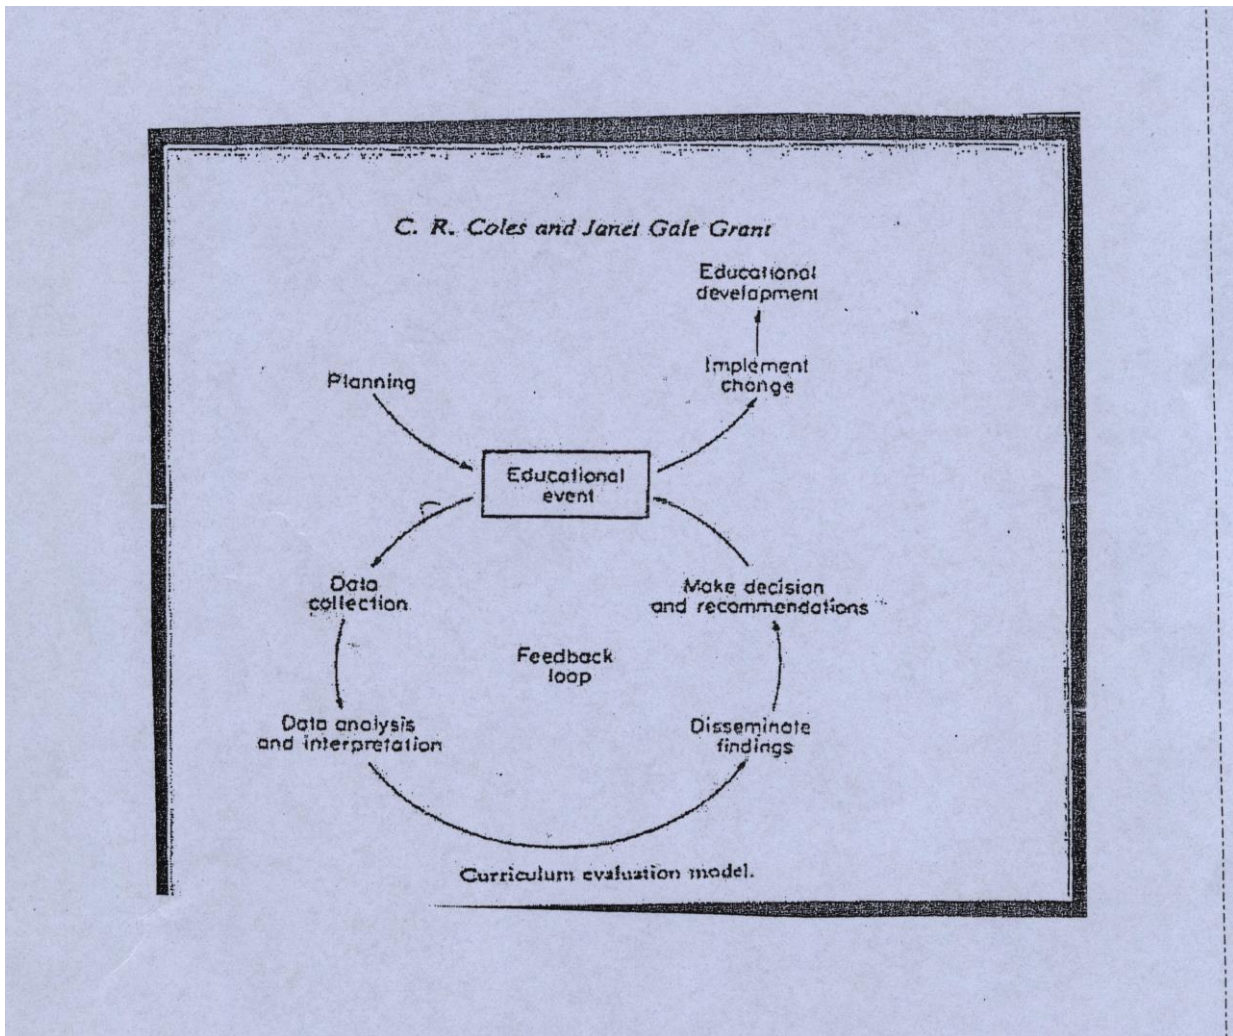 C. R. Coles and Janet Gale Grant
Educational
development
Implement
change
Planning
Educational
event
Data
collection
Make decision
and recommendations
Feedback
loop
Data analysis
and interpretation
Disseminate
findings
Curriculum evaluation model.